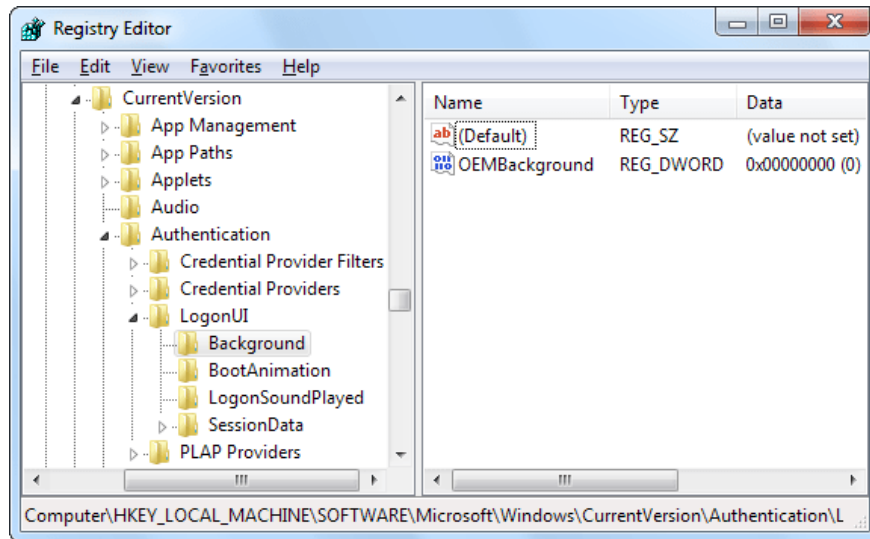 Registry Editor
File Edit View Favorites Help
CurrentVersion
App Management
App Paths
Applets
Audio
Authentication
Credential Provider Filters
Credential Providers
LogonUI
Background
BootAnimation
LogonSoundPlayed
SessionData
PLAP Providers
Name Type Data
(Default) REG_SZ (value not set)
OEMBackground REG_DWORD 0x00000000 (0)
Computer\HKEY_LOCAL_MACHINE\SOFTWARE\Microsoft\Windows\CurrentVersion\Authentication\L